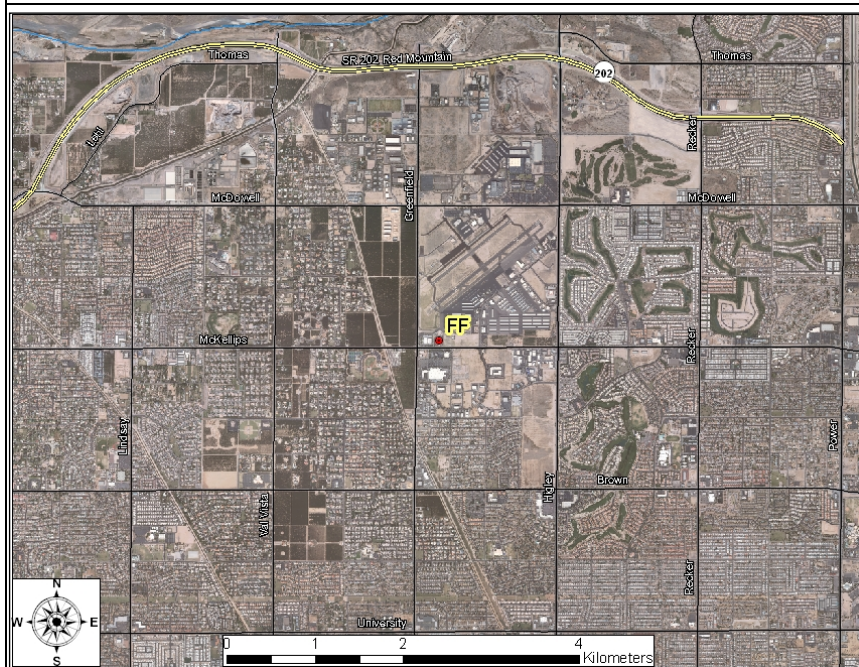 Thomas
SR 202 Red Mountain
Thomas
202
Lehi
Recker
Greenfield
McDowell
McDowell
FF
McKellips
Recker
Lindsay
Power
Val Vista
Higley
Brown
Recker
N
W
E
S
University
0 1 2 4
Kilometers